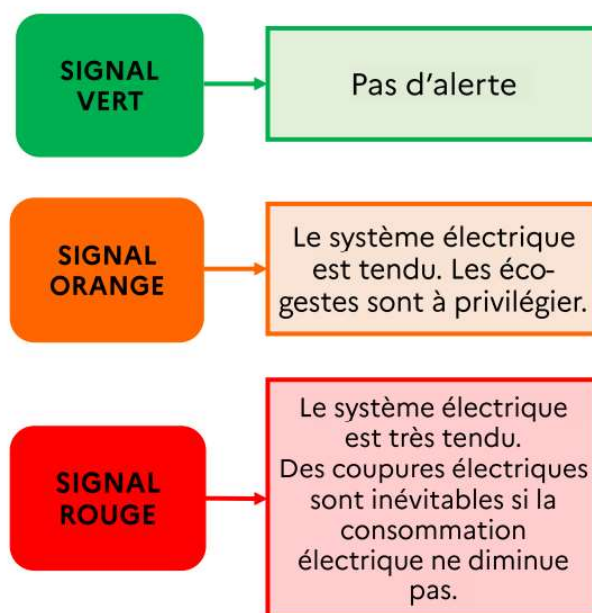 SIGNAL
VERT
Pas d'alerte
SIGNAL
ORANGE
Le système électrique
est tendu. Les éco-
gestes sont à privilégier.
SIGNAL
ROUGE
Le système électrique
est très tendu.
Des coupures électriques
sont inévitables si la
consommation
électrique ne diminue
pas.